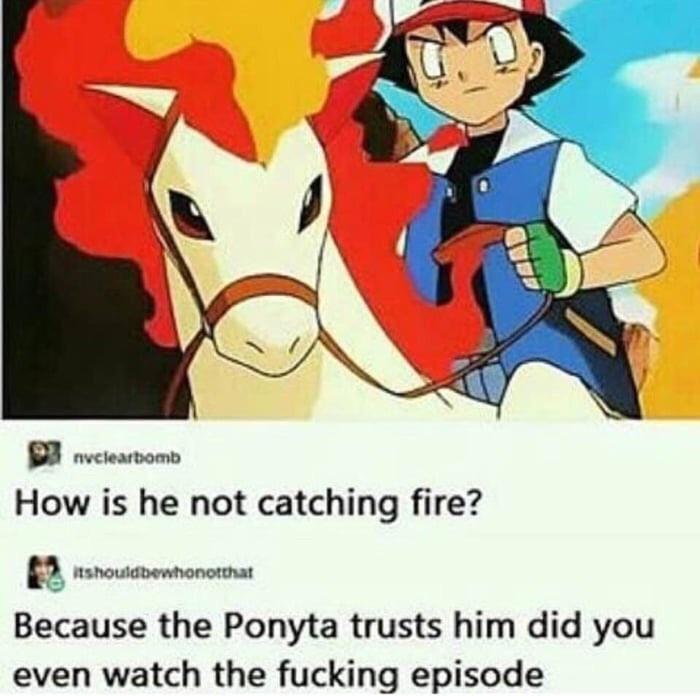 nvclearbomb
How is he not catching fire?
itshouldbewhonotthat
Because the Ponyta trusts him did you
even watch the fucking episode